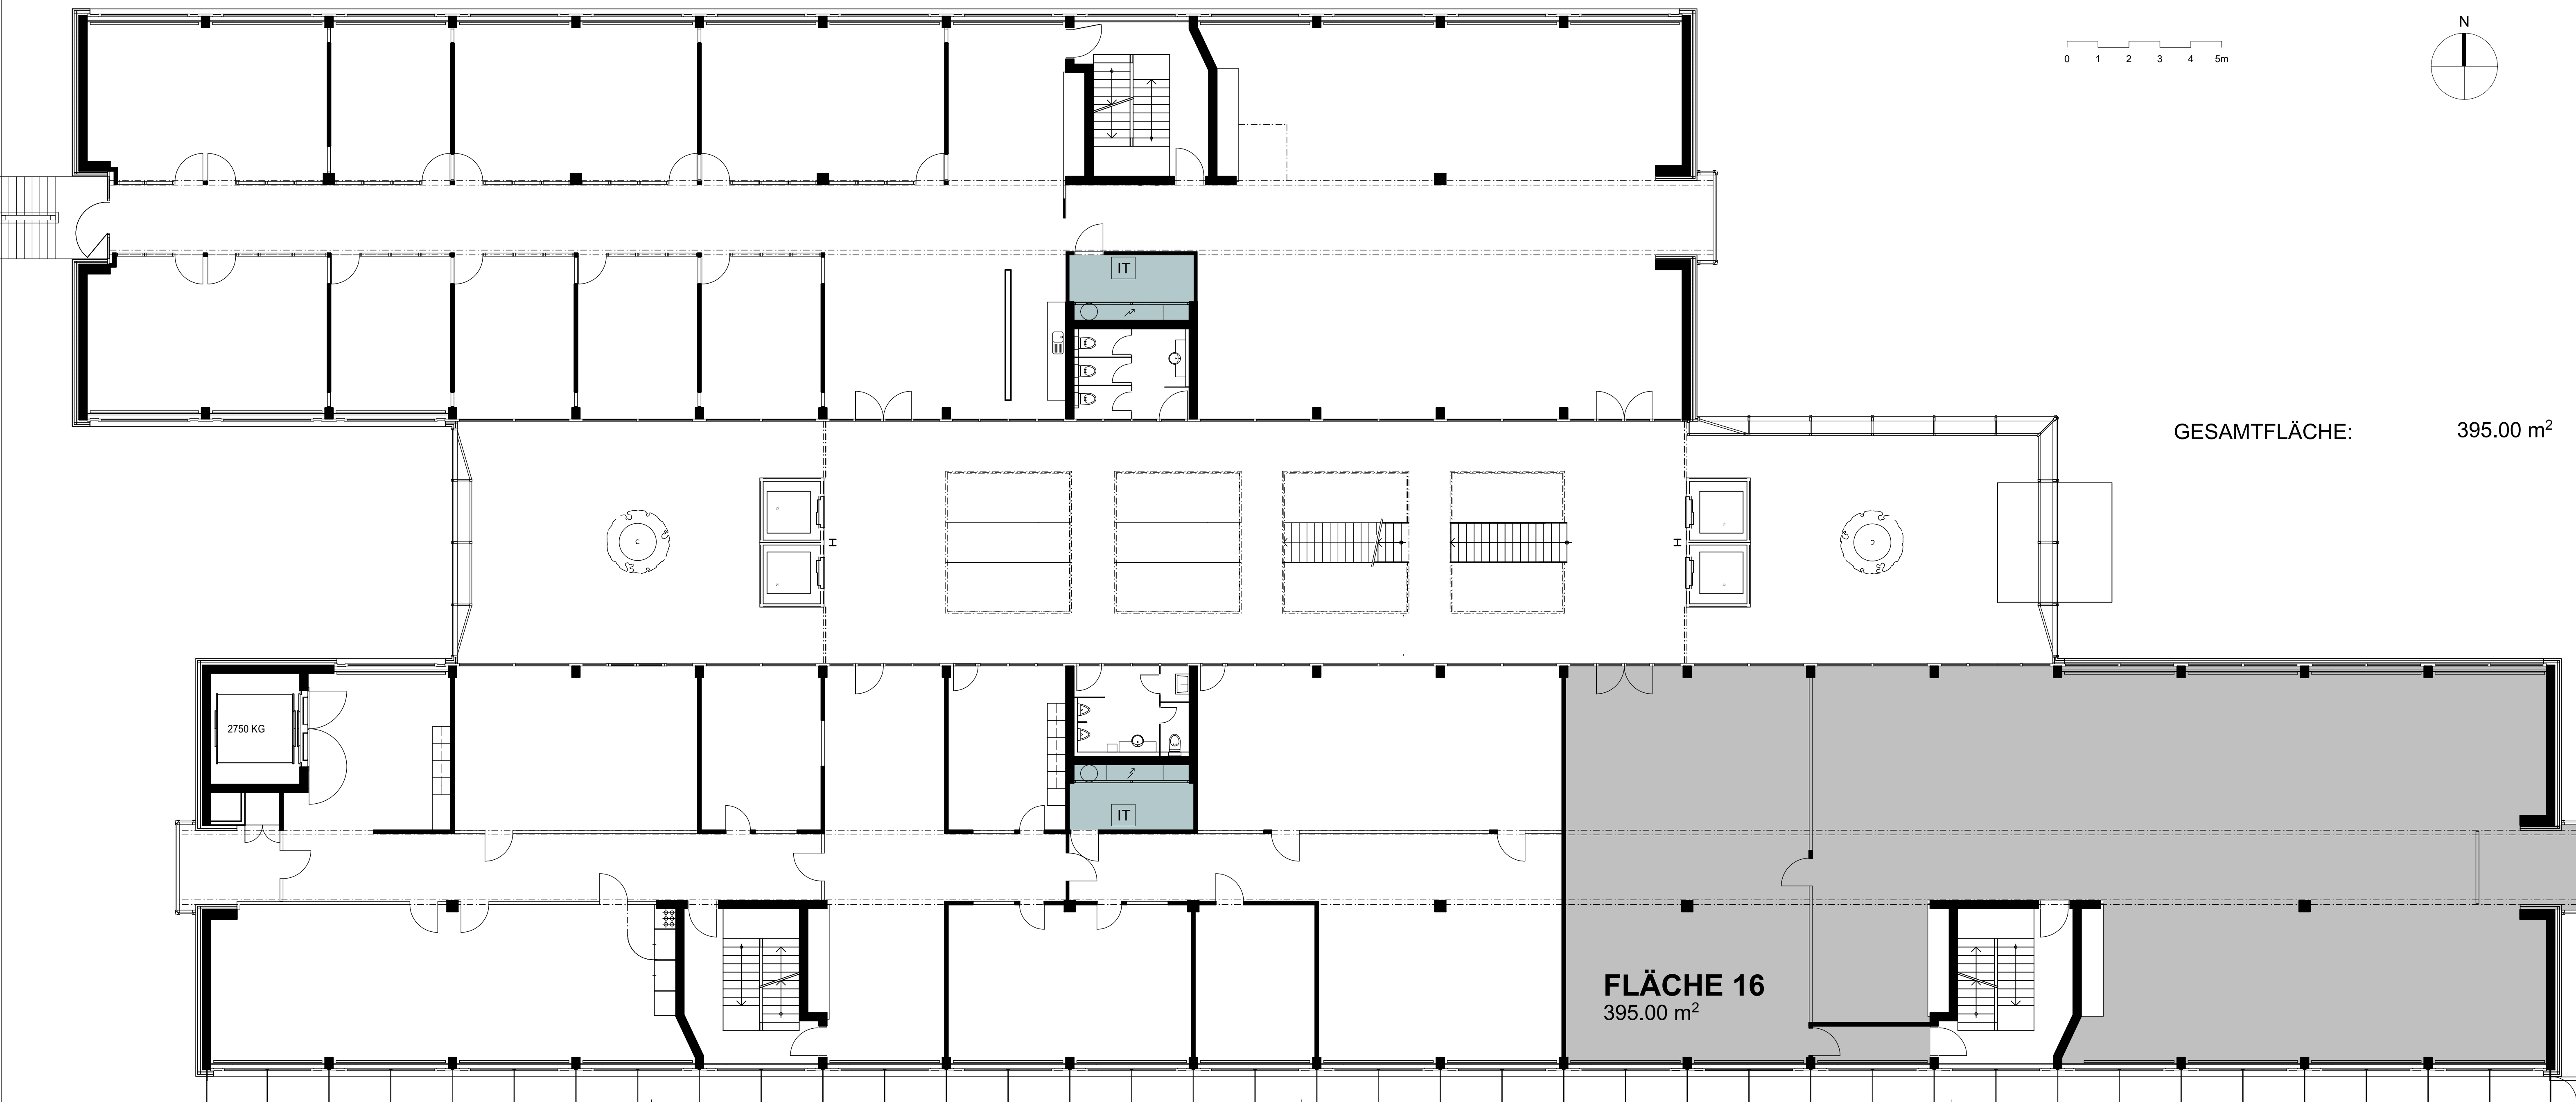 N
0 1 2 3 4 5m
IT
GESAMTFLÄCHE: 395.00 m²
H H
2750 KG
IT
FLÄCHE 16
395.00 m²